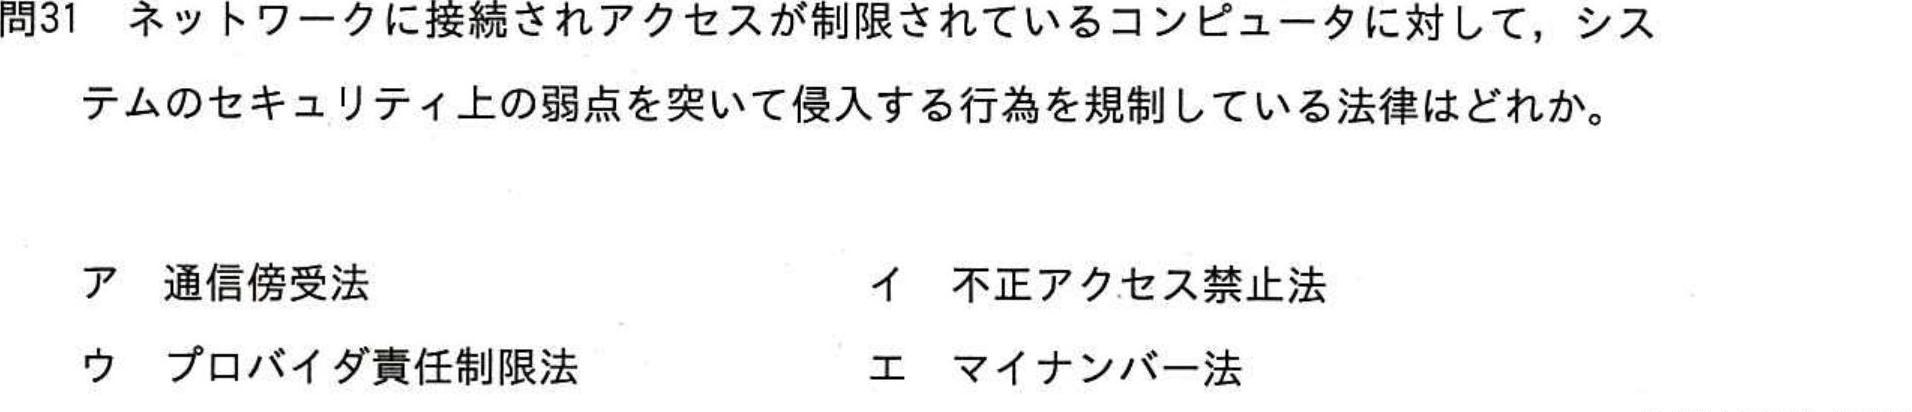 問31 ネットワークに接続されアクセスが制限されているコンピュータに対して，シス
テムのセキュリティ上の弱点を突いて侵入する行為を規制している法律はどれか。
ア 通信傍受法 イ 不正アクセス禁止法
ウ プロバイダ責任制限法 エ マイナンバー法